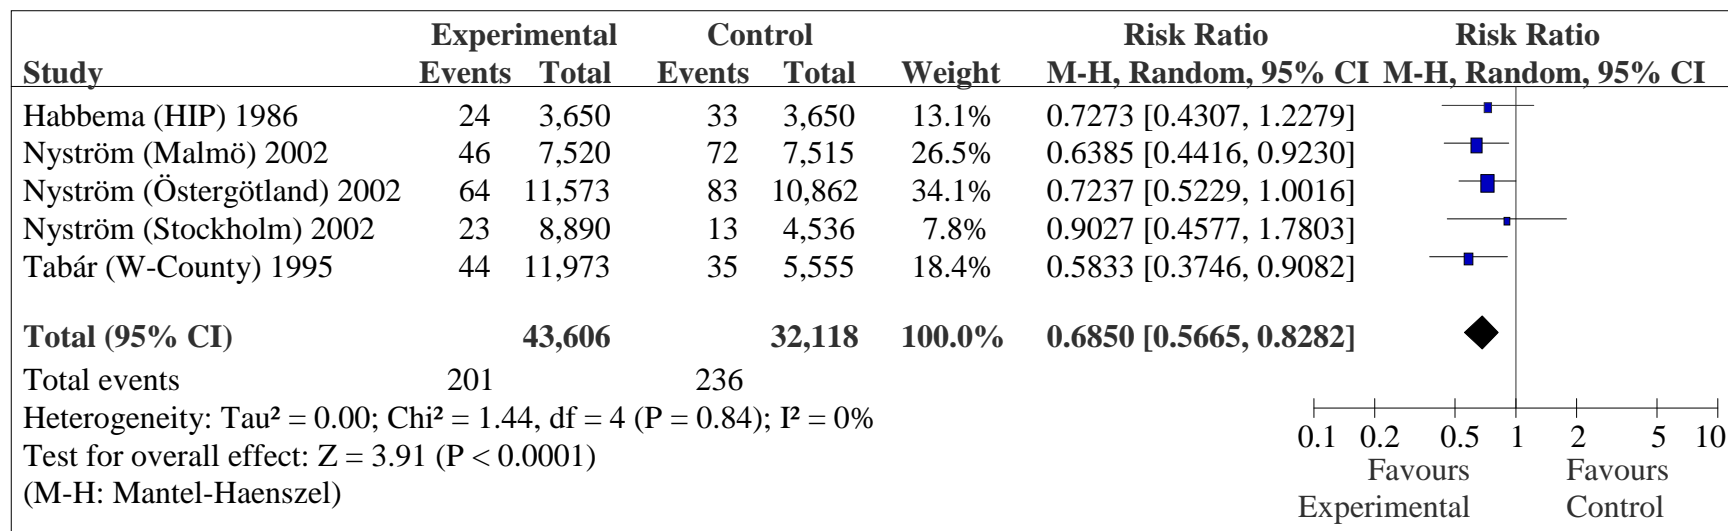 Experimental Control Risk Ratio Risk Ratio
Study Events Total Events Total Weight M-H, Random, 95% CI M-H, Random, 95% CI
Habbema (HIP) 1986 24 3,650 33 3,650 13.1% 0.7273 [0.4307, 1.2279]
Nyström (Malmö) 2002 46 7,520 72 7,515 26.5% 0.6385 [0.4416, 0.9230]
Nyström (Östergötland) 2002 64 11,573 83 10,862 34.1% 0.7237 [0.5229, 1.0016]
Nyström (Stockholm) 2002 23 8,890 13 4,536 7.8% 0.9027 [0.4577, 1.7803]
Tabár (W-County) 1995 44 11,973 35 5,555 18.4% 0.5833 [0.3746, 0.9082]
Total (95% CI) 43,606 32,118 100.0% 0.6850 [0.5665, 0.8282]
Total events 201 236
Heterogeneity: Tau² = 0.00; Chi² = 1.44, df = 4 (P = 0.84); I² = 0%
Test for overall effect: Z = 3.91 (P < 0.0001)
(M-H: Mantel-Haenszel)
0.1 0.2 0.5 1 2 5 10
Favours Favours
Experimental Control